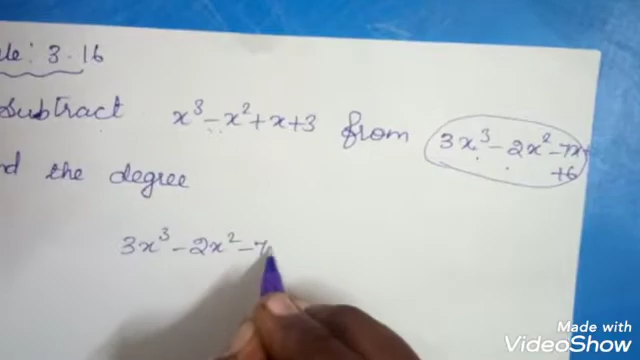 le: 3.16
Subtract x³ - x² + x + 3 from 3x³ - 2x² - 7x +
+6
nd the degree
3x³ - 2x² - 7
Made with
VideoShow